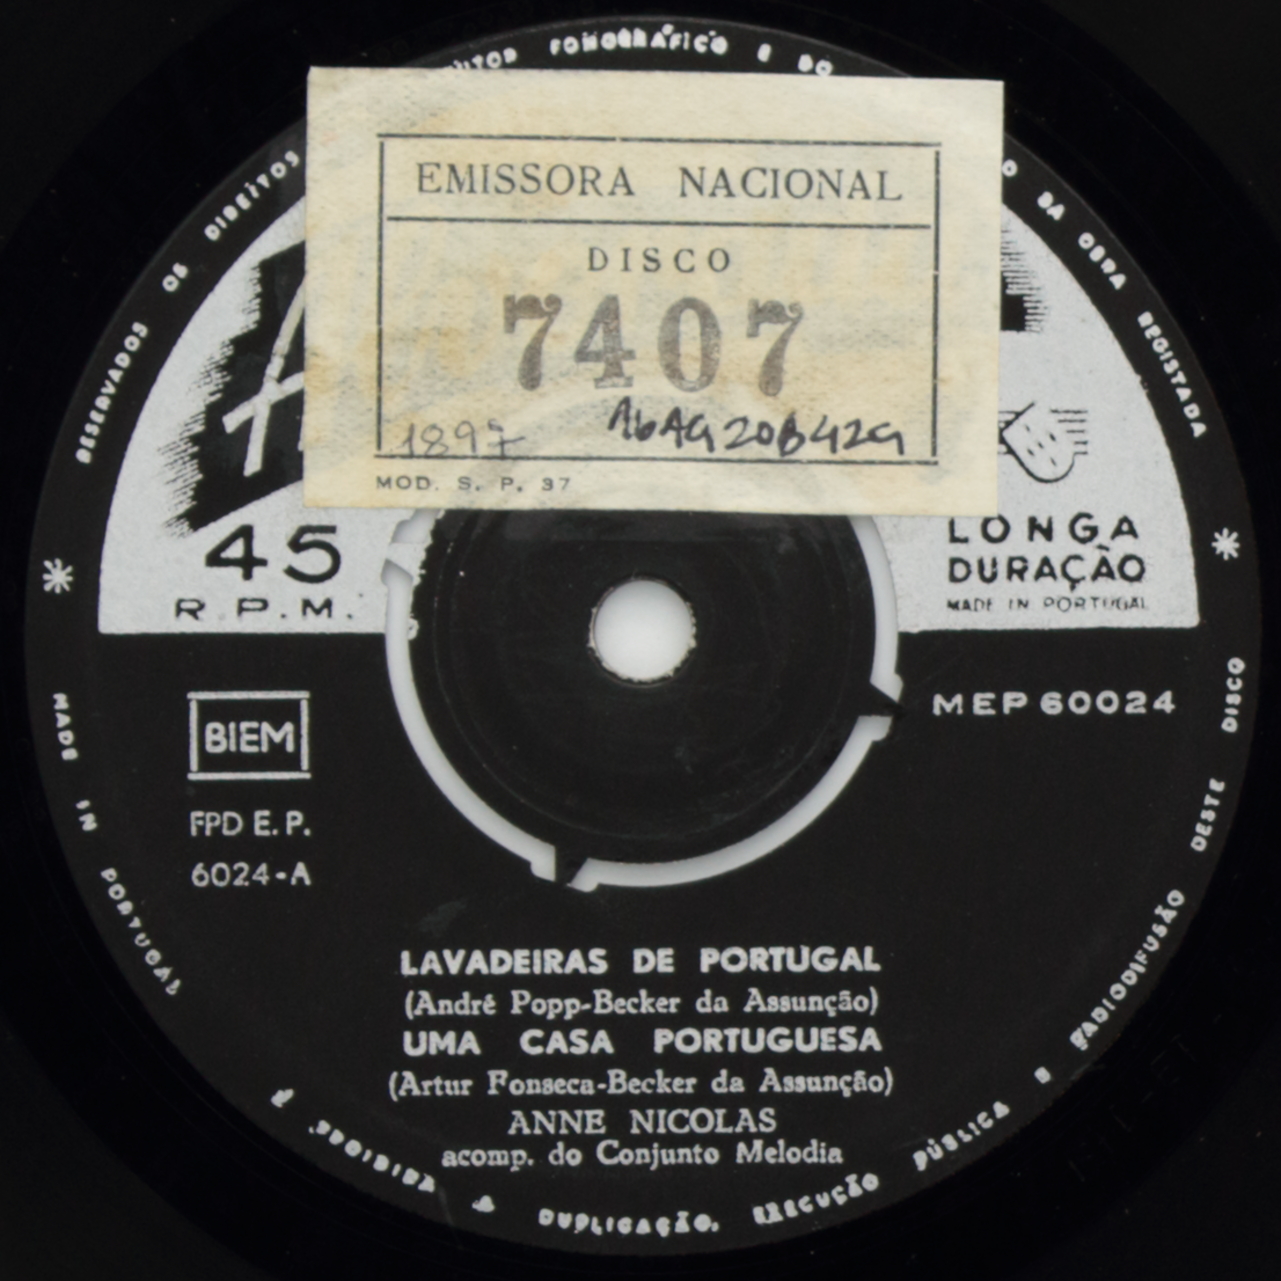 EMISSORA NACIONAL
DISCO
7407
1897
MOD. S. P. 37
45
R.P.M.
LONGA
DURAÇÃO
MADE IN PORTUGAL
BIEM
FPD E. P.
6024-A
MEP 60024
LAVADEIRAS DE PORTUGAL
(André Popp-Becker da Assunção)
UMA CASA PORTUGUESA
(Artur Fonseca-Becker da Assunção)
ANNE NICOLAS
acomp. do Conjunto Melodia
RESERVADOS OS DIREITOS
FONOGRÁFICO E DO
DA OBRA REGISTADA
MADE IN PORTUGAL
É PROIBIDA A DUPLICAÇÃO, EXECUÇÃO PÚBLICA E RADIODIFUSÃO DESTE DISCO